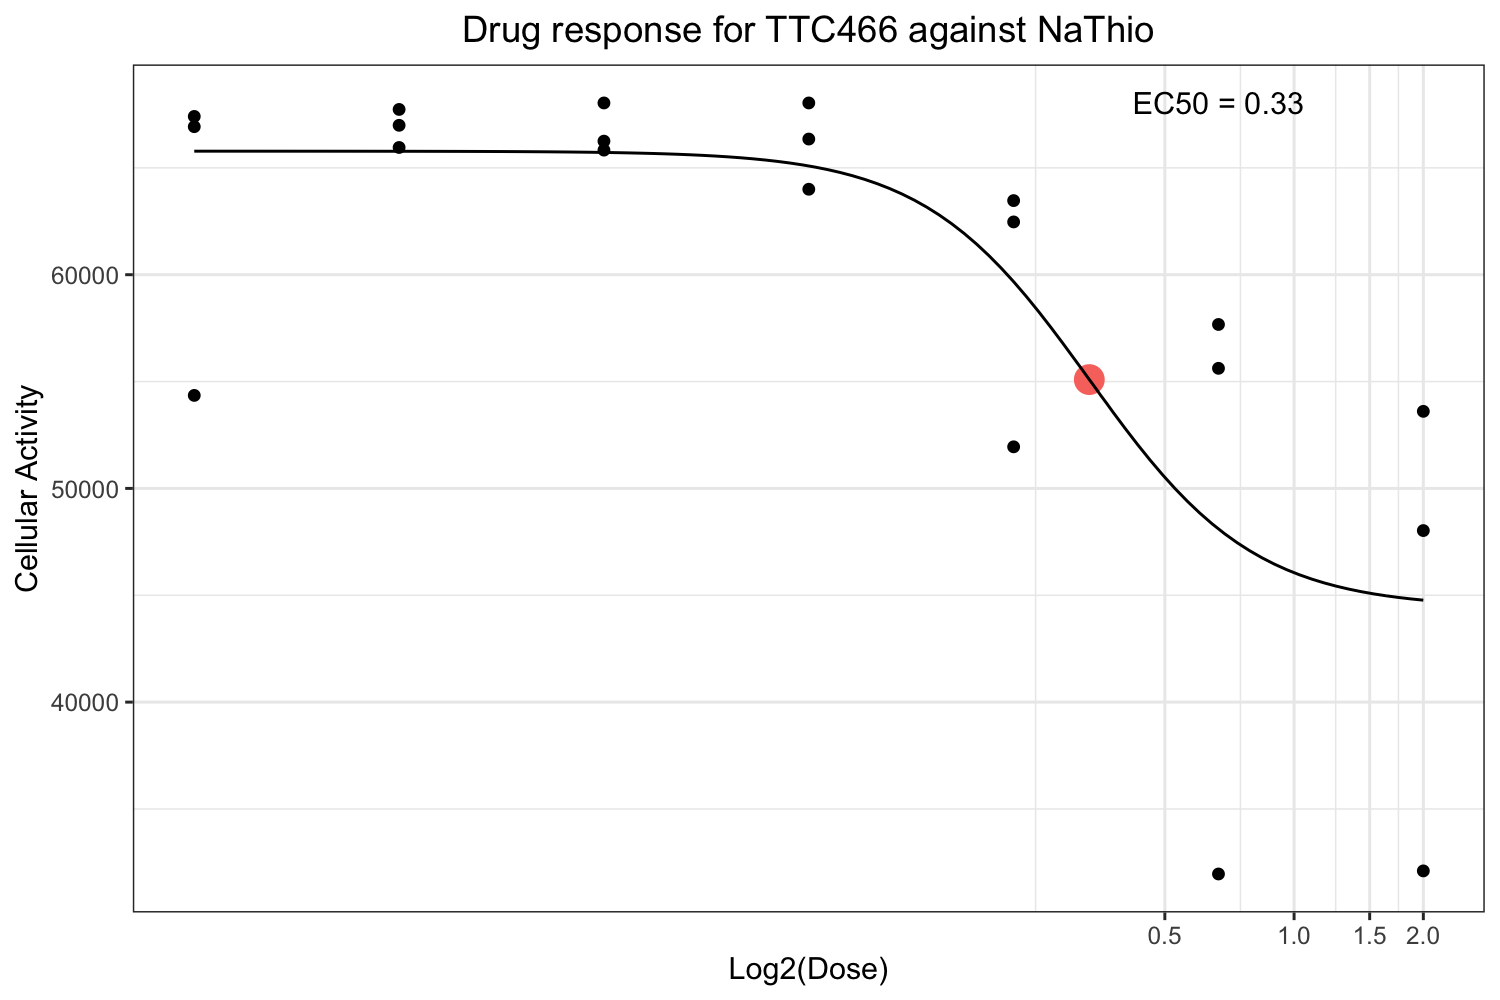 Drug response for TTC466 against NaThio
EC50 = 0.33
60000
50000
40000
Cellular Activity
0.5 1.0 1.5 2.0
Log2(Dose)